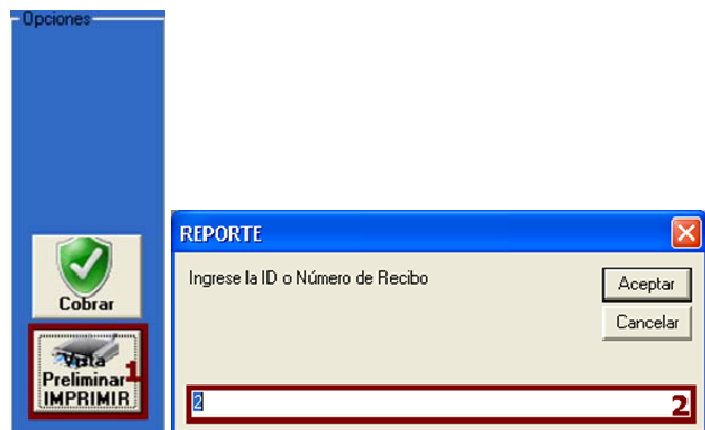 Opciones
Cobrar
Vista
Preliminar
IMPRIMIR
1
REPORTE
Ingrese la ID o Número de Recibo
Aceptar
Cancelar
2
2